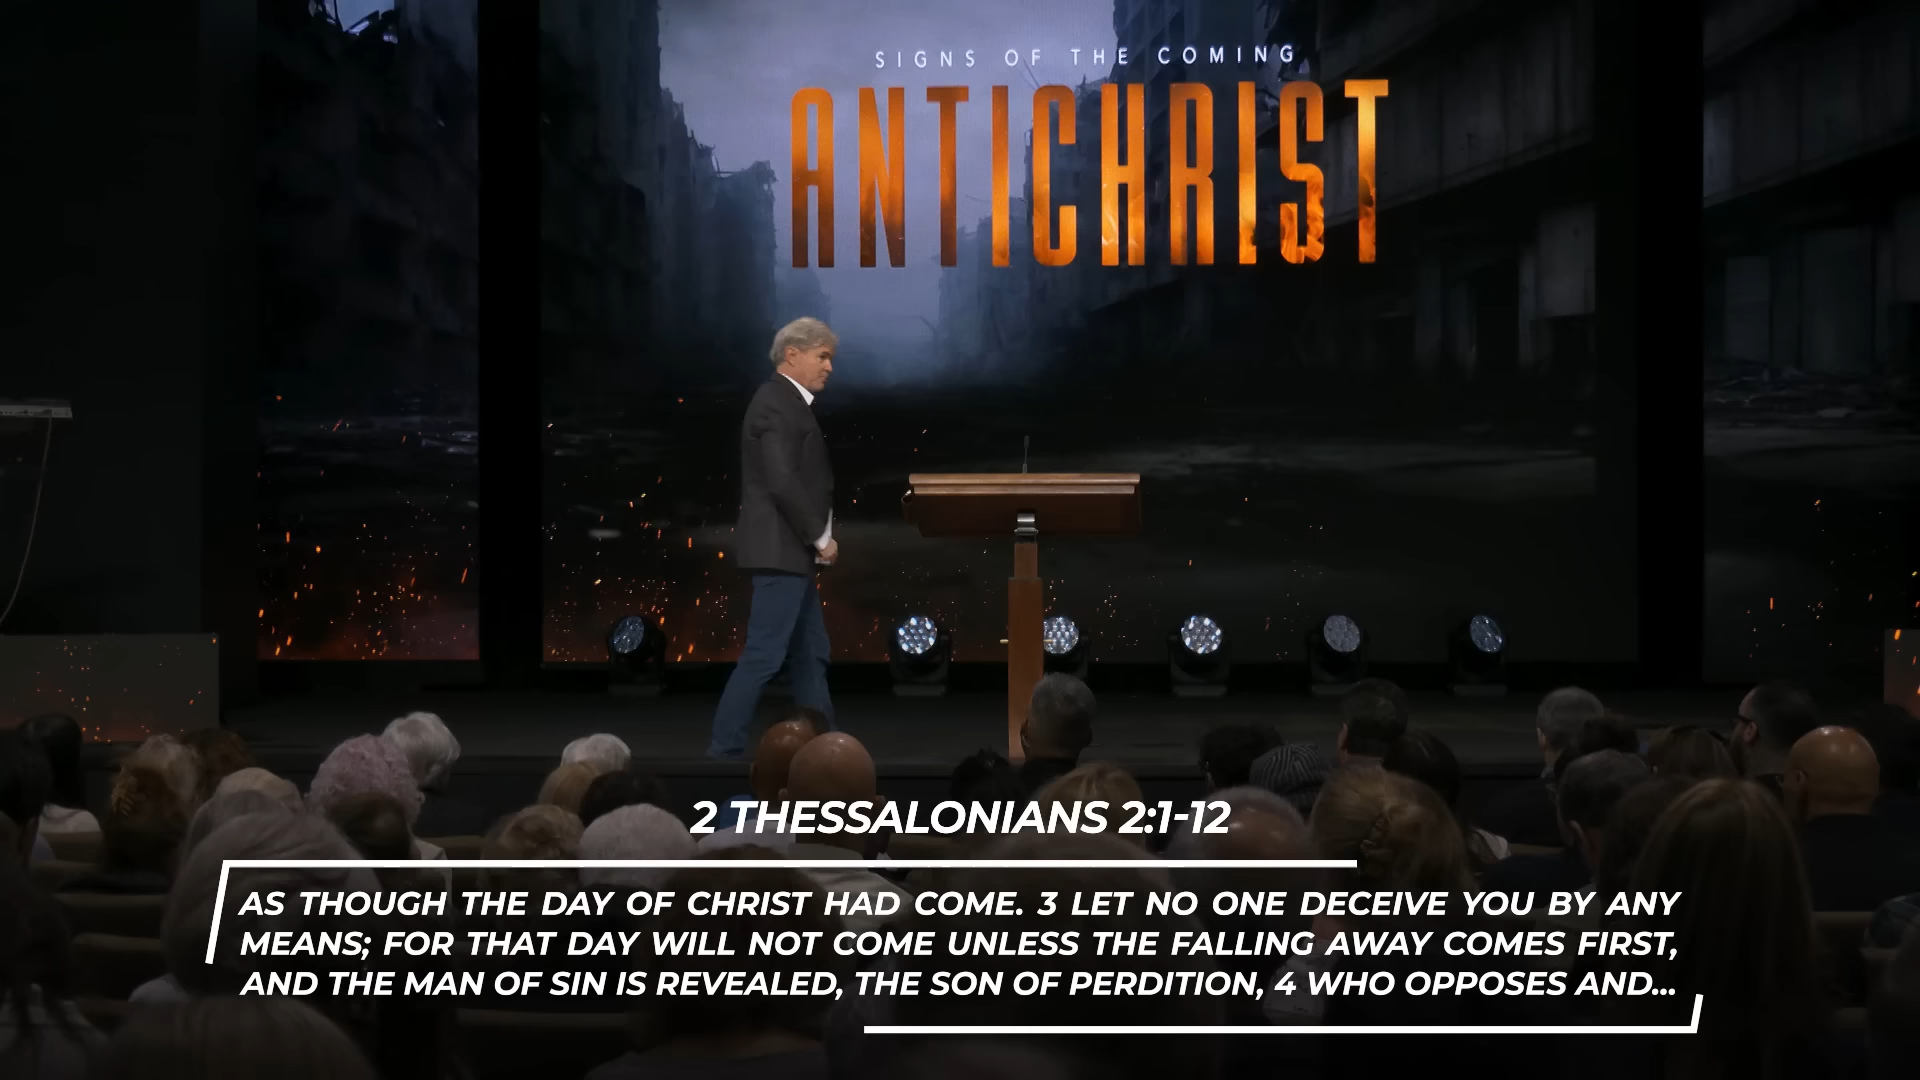 SIGNS OF THE COMING
ANTICHRIST
2 THESSALONIANS 2:1-12
AS THOUGH THE DAY OF CHRIST HAD COME. 3 LET NO ONE DECEIVE YOU BY ANY
MEANS; FOR THAT DAY WILL NOT COME UNLESS THE FALLING AWAY COMES FIRST,
AND THE MAN OF SIN IS REVEALED, THE SON OF PERDITION, 4 WHO OPPOSES AND...